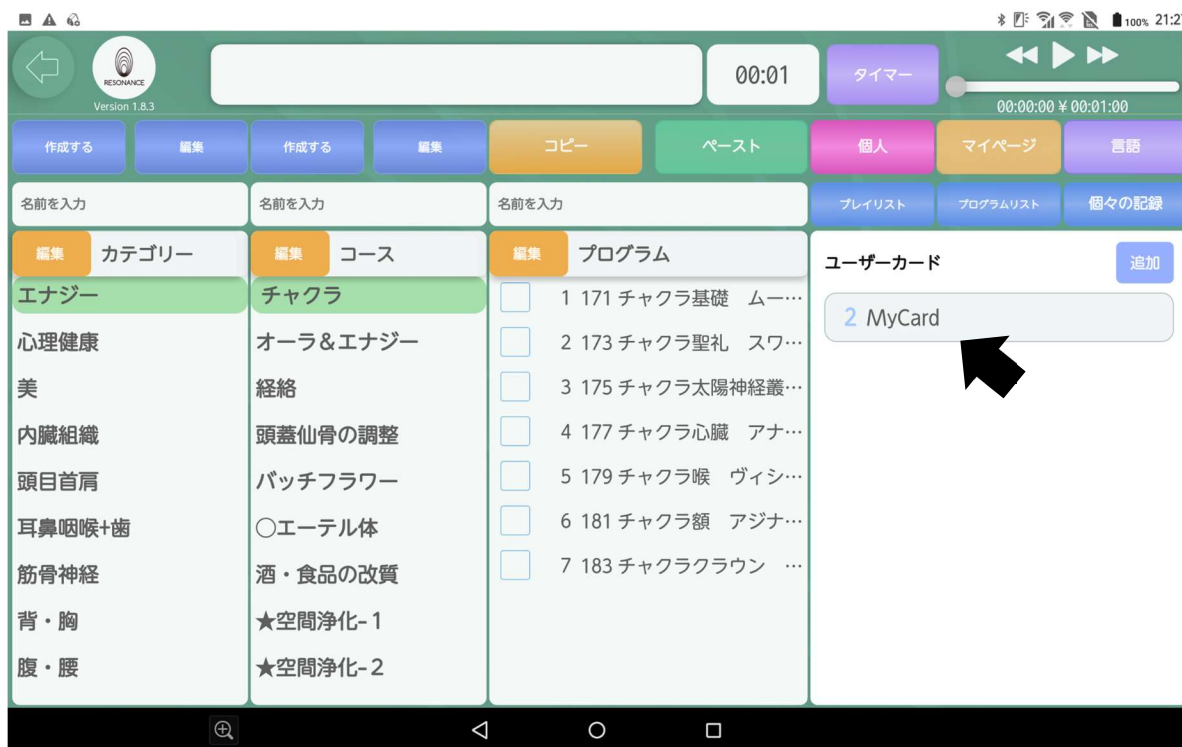 100% 21:2
RESONANCE
Version 1.8.3
00:01
タイマー
00:00:00 ¥ 00:01:00
作成する 編集 作成する 編集 コピー ペースト 個人 マイページ 言語
名前を入力 名前を入力 名前を入力 プレイリスト プログラムリスト 個々の記録
編集 カテゴリー
エナジー
心理健康
美
内臓組織
頭目首肩
耳鼻咽喉+歯
筋骨神経
背・胸
腹・腰
編集 コース
チャクラ
オーラ&エナジー
経絡
頭蓋仙骨の調整
バッチフラワー
○エーテル体
酒・食品の改質
★空間浄化-1
★空間浄化-2
編集 プログラム
1 171 チャクラ基礎 ムー…
2 173 チャクラ聖礼 スワ…
3 175 チャクラ太陽神経叢…
4 177 チャクラ心臓 アナ…
5 179 チャクラ喉 ヴィシ…
6 181 チャクラ額 アジナ…
7 183 チャクラクラウン …
ユーザーカード 追加
2 MyCard